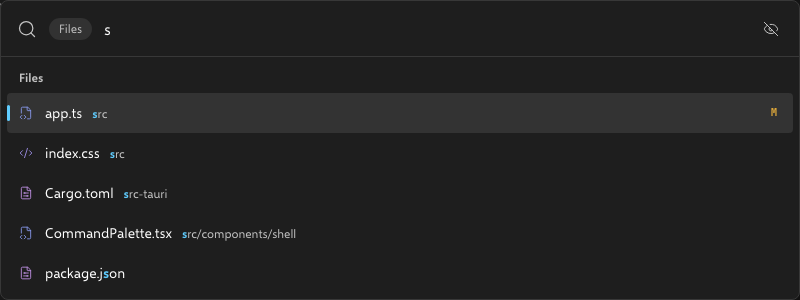 Files s
Files
app.ts src M
index.css src
Cargo.toml src-tauri
CommandPalette.tsx src/components/shell
package.json